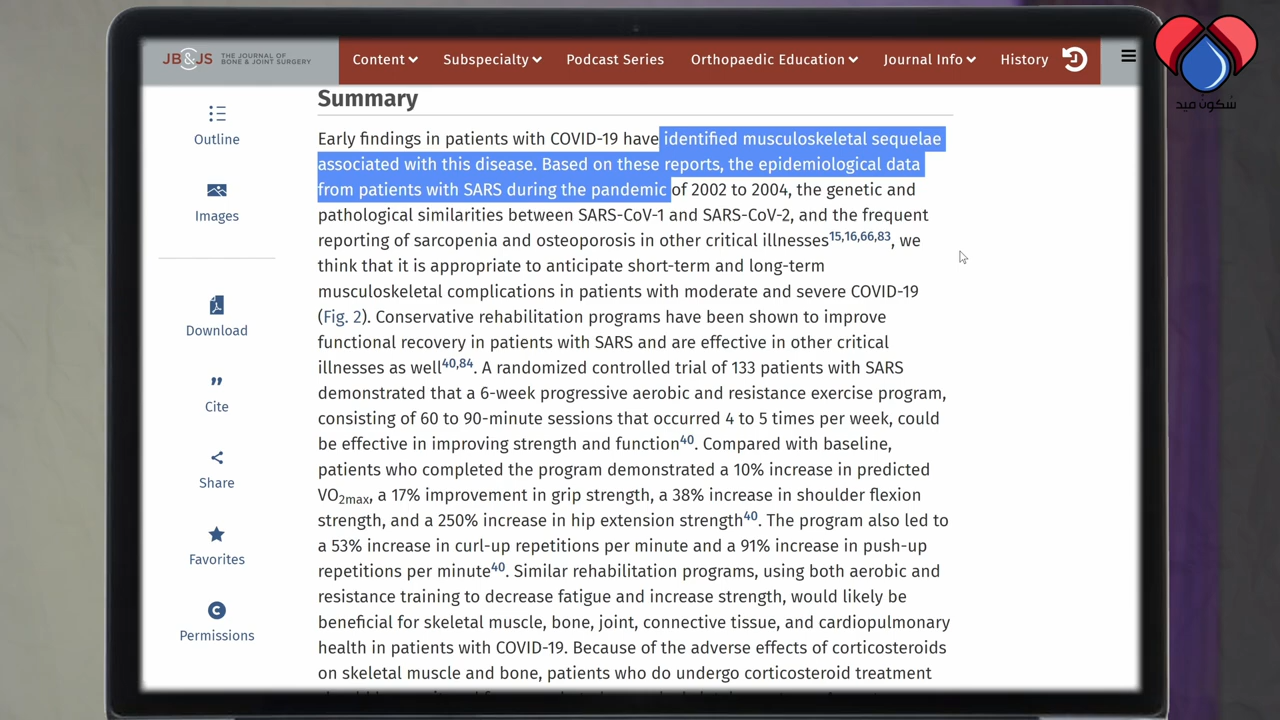 JB&JS
THE JOURNAL OF
BONE & JOINT SURGERY
Content
Subspecialty
Podcast Series
Orthopaedic Education
Journal Info
History
شكون ميد
Outline
Images
Download
Cite
Share
Favorites
Permissions
Summary
Early findings in patients with COVID-19 have identified musculoskeletal sequelae
associated with this disease. Based on these reports, the epidemiological data
from patients with SARS during the pandemic of 2002 to 2004, the genetic and
pathological similarities between SARS-CoV-1 and SARS-CoV-2, and the frequent
reporting of sarcopenia and osteoporosis in other critical illnesses15,16,66,83, we
think that it is appropriate to anticipate short-term and long-term
musculoskeletal complications in patients with moderate and severe COVID-19
(Fig. 2). Conservative rehabilitation programs have been shown to improve
functional recovery in patients with SARS and are effective in other critical
illnesses as well40,84. A randomized controlled trial of 133 patients with SARS
demonstrated that a 6-week progressive aerobic and resistance exercise program,
consisting of 60 to 90-minute sessions that occurred 4 to 5 times per week, could
be effective in improving strength and function40. Compared with baseline,
patients who completed the program demonstrated a 10% increase in predicted
VO2max, a 17% improvement in grip strength, a 38% increase in shoulder flexion
strength, and a 250% increase in hip extension strength40. The program also led to
a 53% increase in curl-up repetitions per minute and a 91% increase in push-up
repetitions per minute40. Similar rehabilitation programs, using both aerobic and
resistance training to decrease fatigue and increase strength, would likely be
beneficial for skeletal muscle, bone, joint, connective tissue, and cardiopulmonary
health in patients with COVID-19. Because of the adverse effects of corticosteroids
on skeletal muscle and bone, patients who do undergo corticosteroid treatment